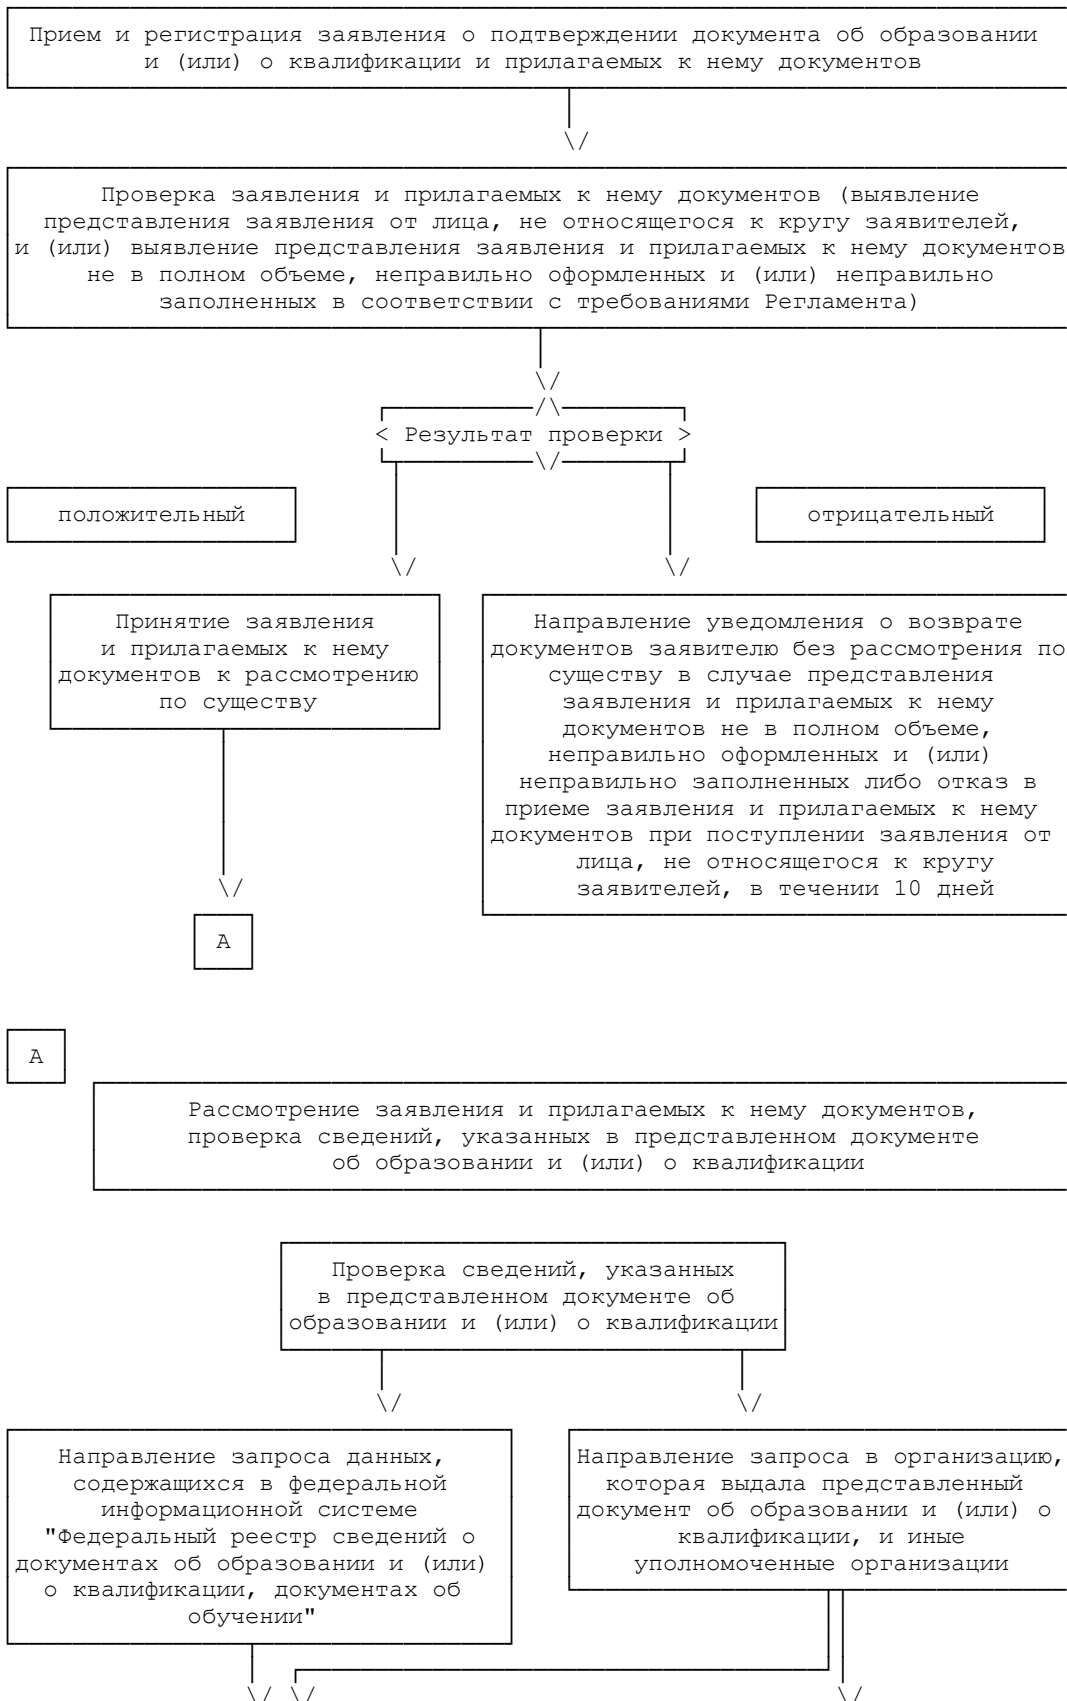 Прием и регистрация заявления о подтверждении документа об образовании
и (или) о квалификации и прилагаемых к нему документов
Проверка заявления и прилагаемых к нему документов (выявление
представления заявления от лица, не относящегося к кругу заявителей,
и (или) выявление представления заявления и прилагаемых к нему документов
не в полном объеме, неправильно оформленных и (или) неправильно
заполненных в соответствии с требованиями Регламента)
< Результат проверки >
положительный
отрицательный
Принятие заявления
и прилагаемых к нему
документов к рассмотрению
по существу
Направление уведомления о возврате
документов заявителю без рассмотрения по
существу в случае представления
заявления и прилагаемых к нему
документов не в полном объеме,
неправильно оформленных и (или)
неправильно заполненных либо отказ в
приеме заявления и прилагаемых к нему
документов при поступлении заявления от
лица, не относящегося к кругу
заявителей, в течении 10 дней
А
А
Рассмотрение заявления и прилагаемых к нему документов,
проверка сведений, указанных в представленном документе
об образовании и (или) о квалификации
Проверка сведений, указанных
в представленном документе об
образовании и (или) о квалификации
Направление запроса данных,
содержащихся в федеральной
информационной системе
"Федеральный реестр сведений о
документах об образовании и (или)
о квалификации, документах об
обучении"
Направление запроса в организацию,
которая выдала представленный
документ об образовании и (или) о
квалификации, и иные
уполномоченные организации